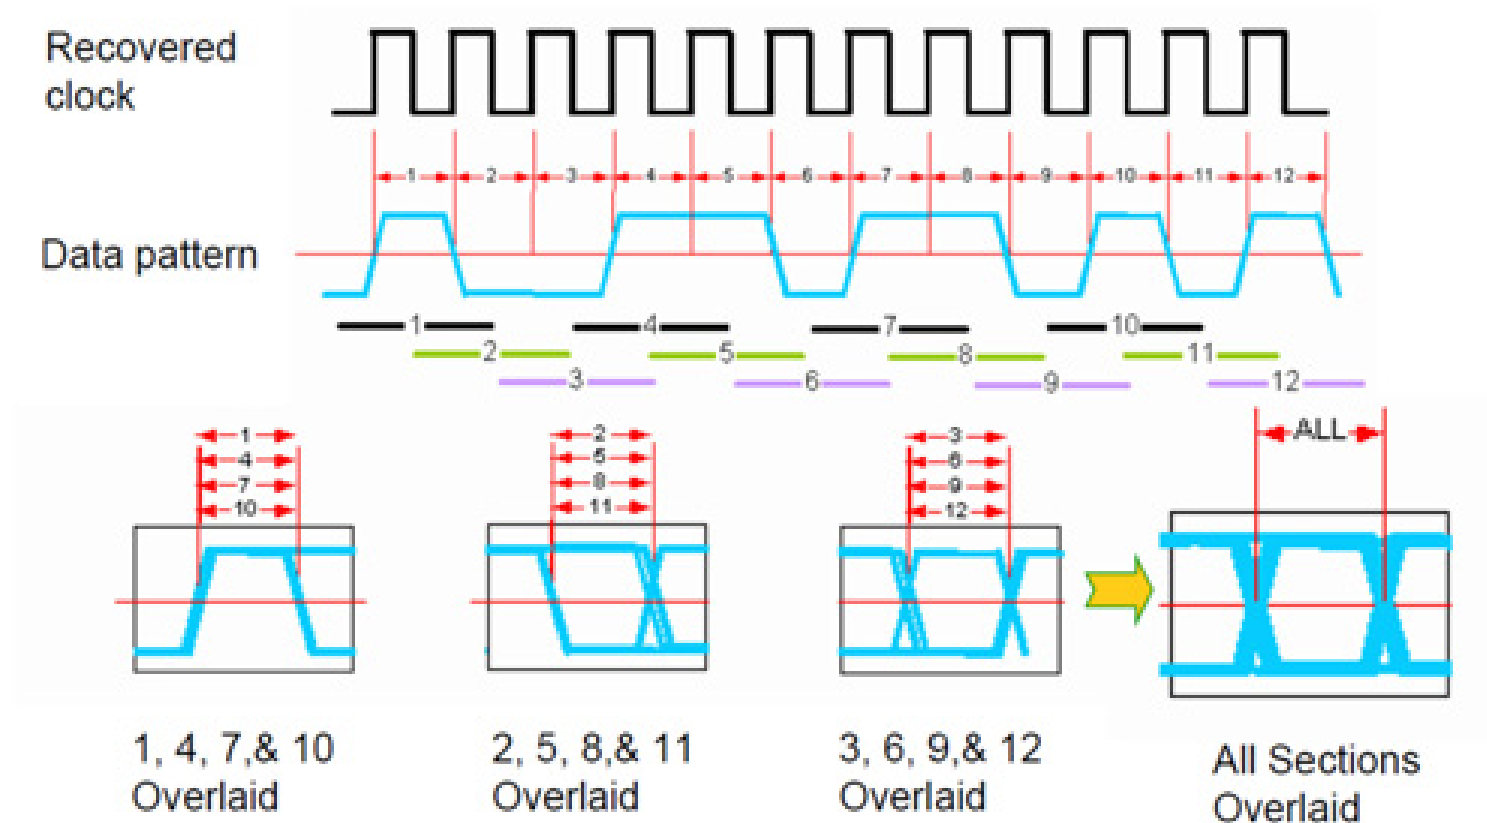 Recovered
clock
1 2 3 4 5 6 7 8 9 10 11 12
Data pattern
1 4 7 10
2 5 8 11
3 6 9 12
1
4
7
10
2
5
8
11
3
6
9
12
ALL
1, 4, 7,& 10
Overlaid
2, 5, 8,& 11
Overlaid
3, 6, 9,& 12
Overlaid
All Sections
Overlaid